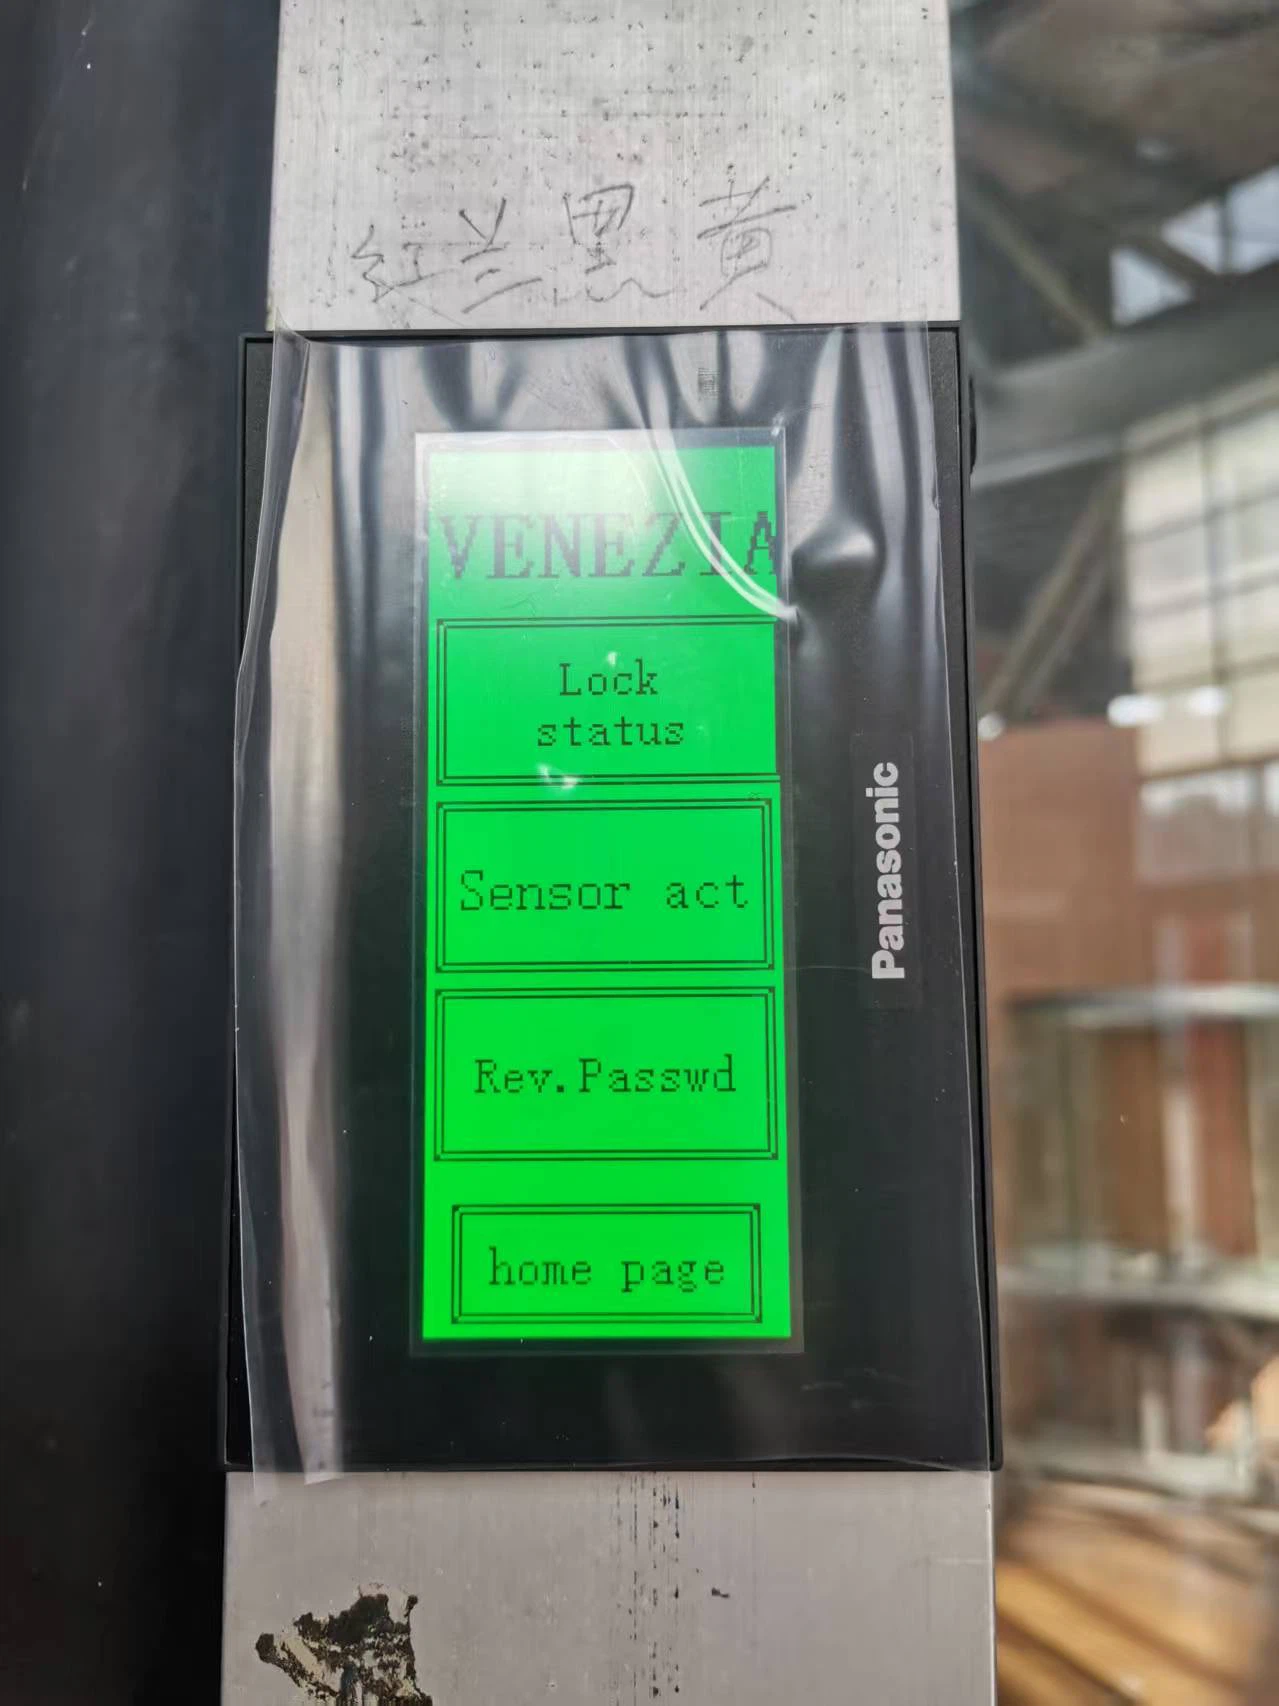 红兰黑黄
VENEZIA
Lock
status
Sensor act
Rev.Passwd
home page
Panasonic